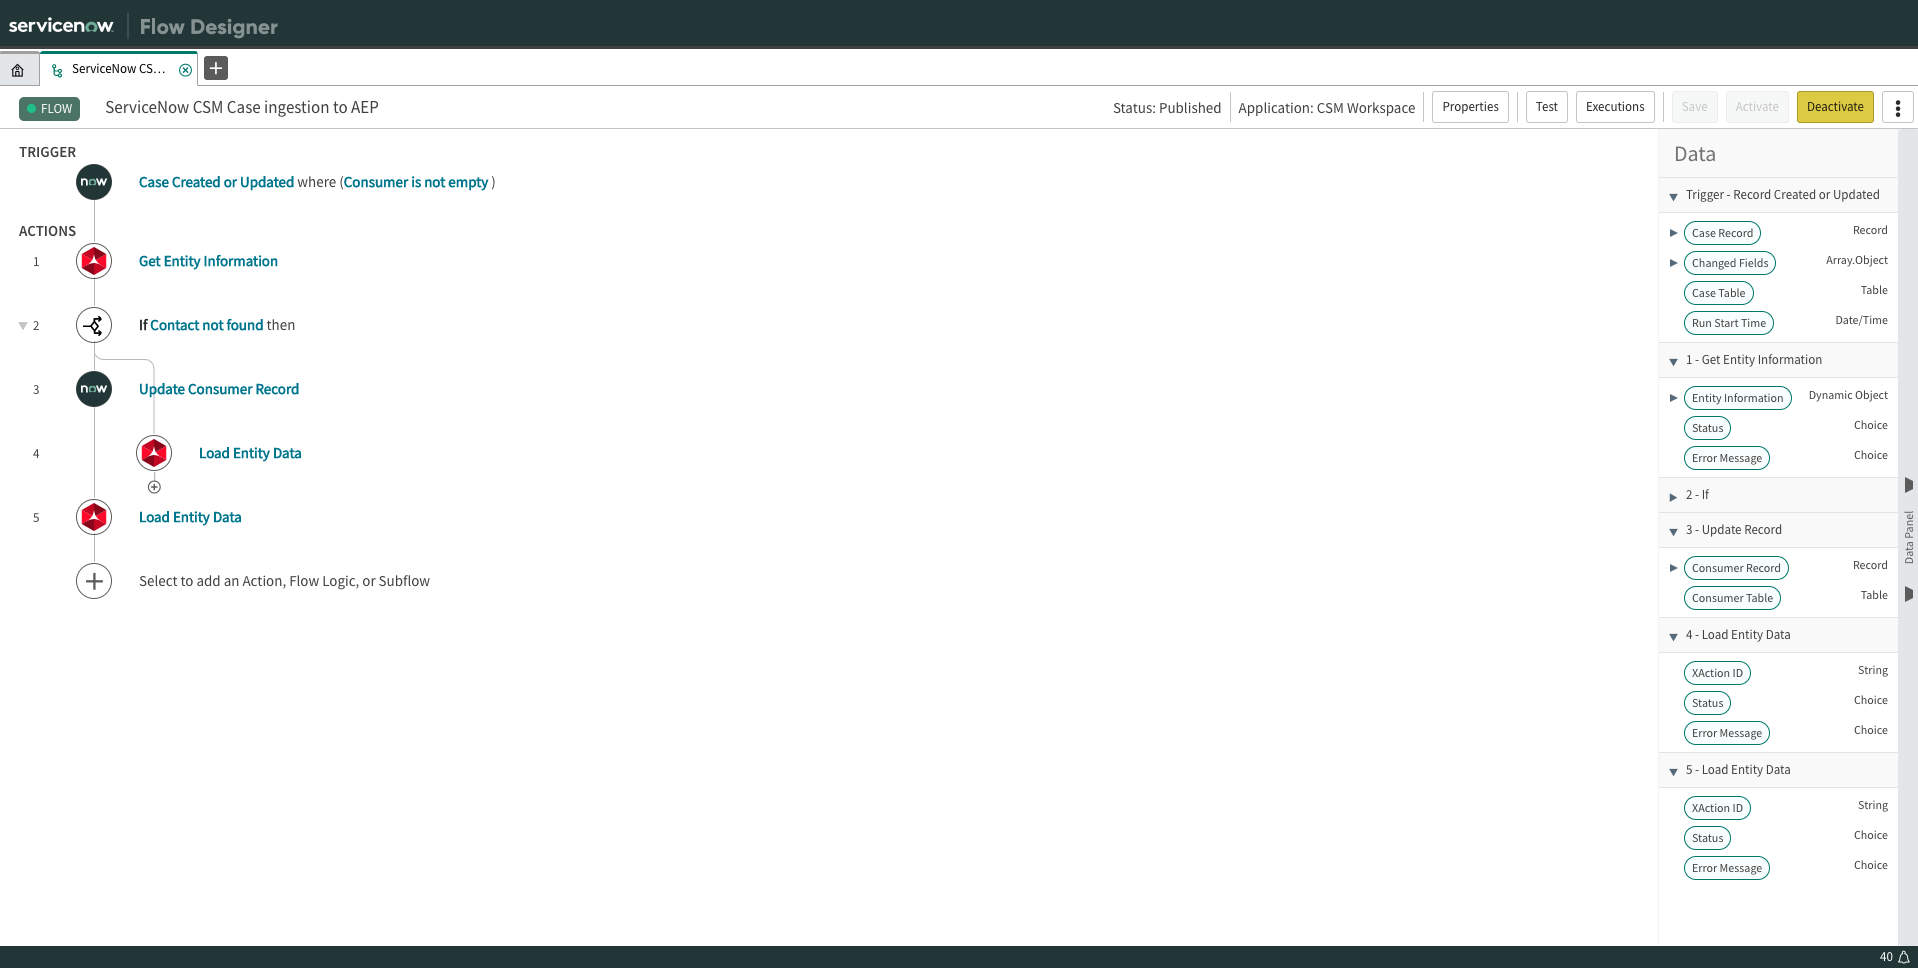 servicenow Flow Designer
ServiceNow CS...
FLOW ServiceNow CSM Case ingestion to AEP Status: Published Application: CSM Workspace Properties Test Executions Save Activate Deactivate
TRIGGER
now Case Created or Updated where (Consumer is not empty )
ACTIONS
1 Get Entity Information
2 If Contact not found then
3 now Update Consumer Record
4 Load Entity Data
5 Load Entity Data
Select to add an Action, Flow Logic, or Subflow
Data
Trigger - Record Created or Updated
Case Record Record
Changed Fields Array.Object
Case Table Table
Run Start Time Date/Time
1 - Get Entity Information
Entity Information Dynamic Object
Status Choice
Error Message Choice
2 - If
3 - Update Record
Consumer Record Record
Consumer Table Table
4 - Load Entity Data
XAction ID String
Status Choice
Error Message Choice
5 - Load Entity Data
XAction ID String
Status Choice
Error Message Choice
Data Panel
40